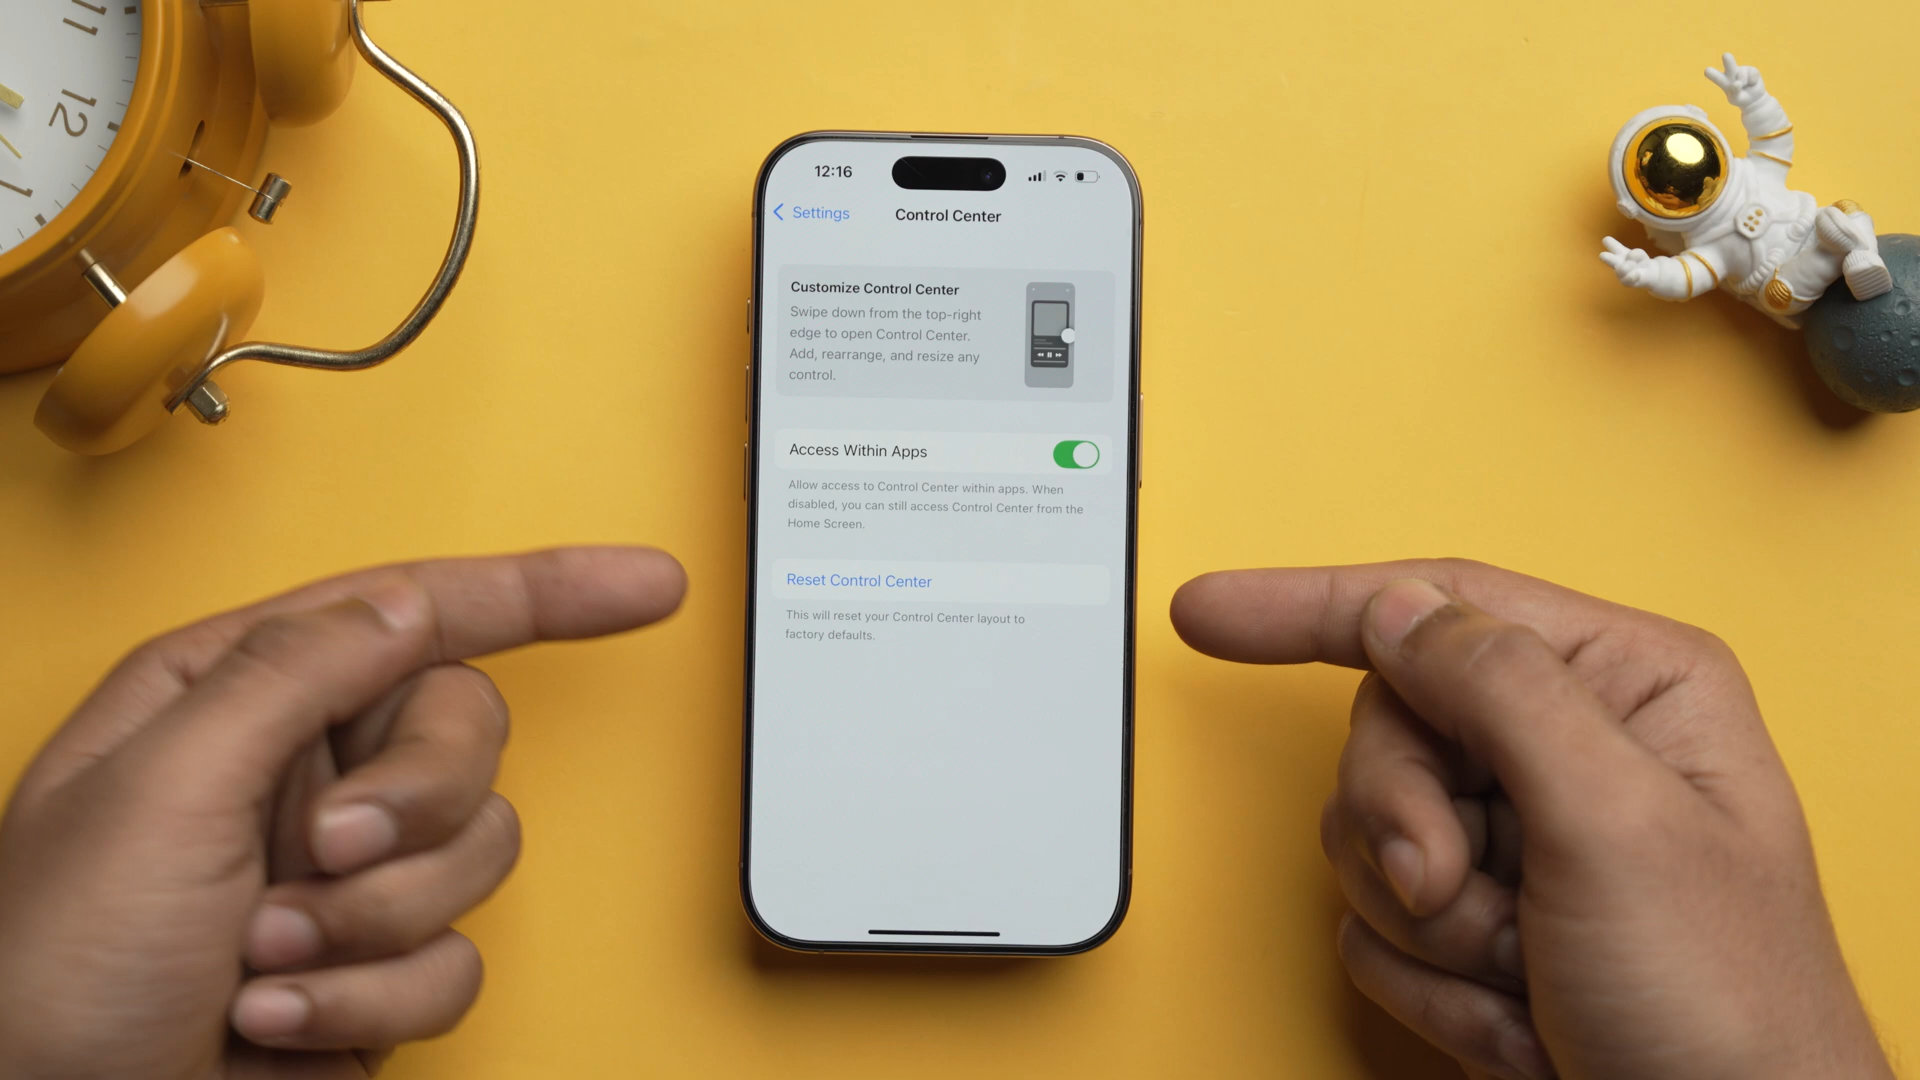 11
12
1
12:16
Settings
Control Center
Customize Control Center
Swipe down from the top-right
edge to open Control Center.
Add, rearrange, and resize any
control.
Access Within Apps
Allow access to Control Center within apps. When
disabled, you can still access Control Center from the
Home Screen.
Reset Control Center
This will reset your Control Center layout to
factory defaults.